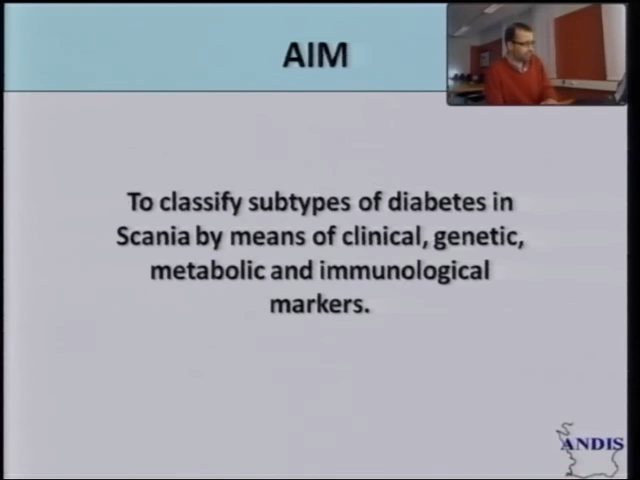 AIM
To classify subtypes of diabetes in
Scania by means of clinical, genetic,
metabolic and immunological
markers.
ANDIS